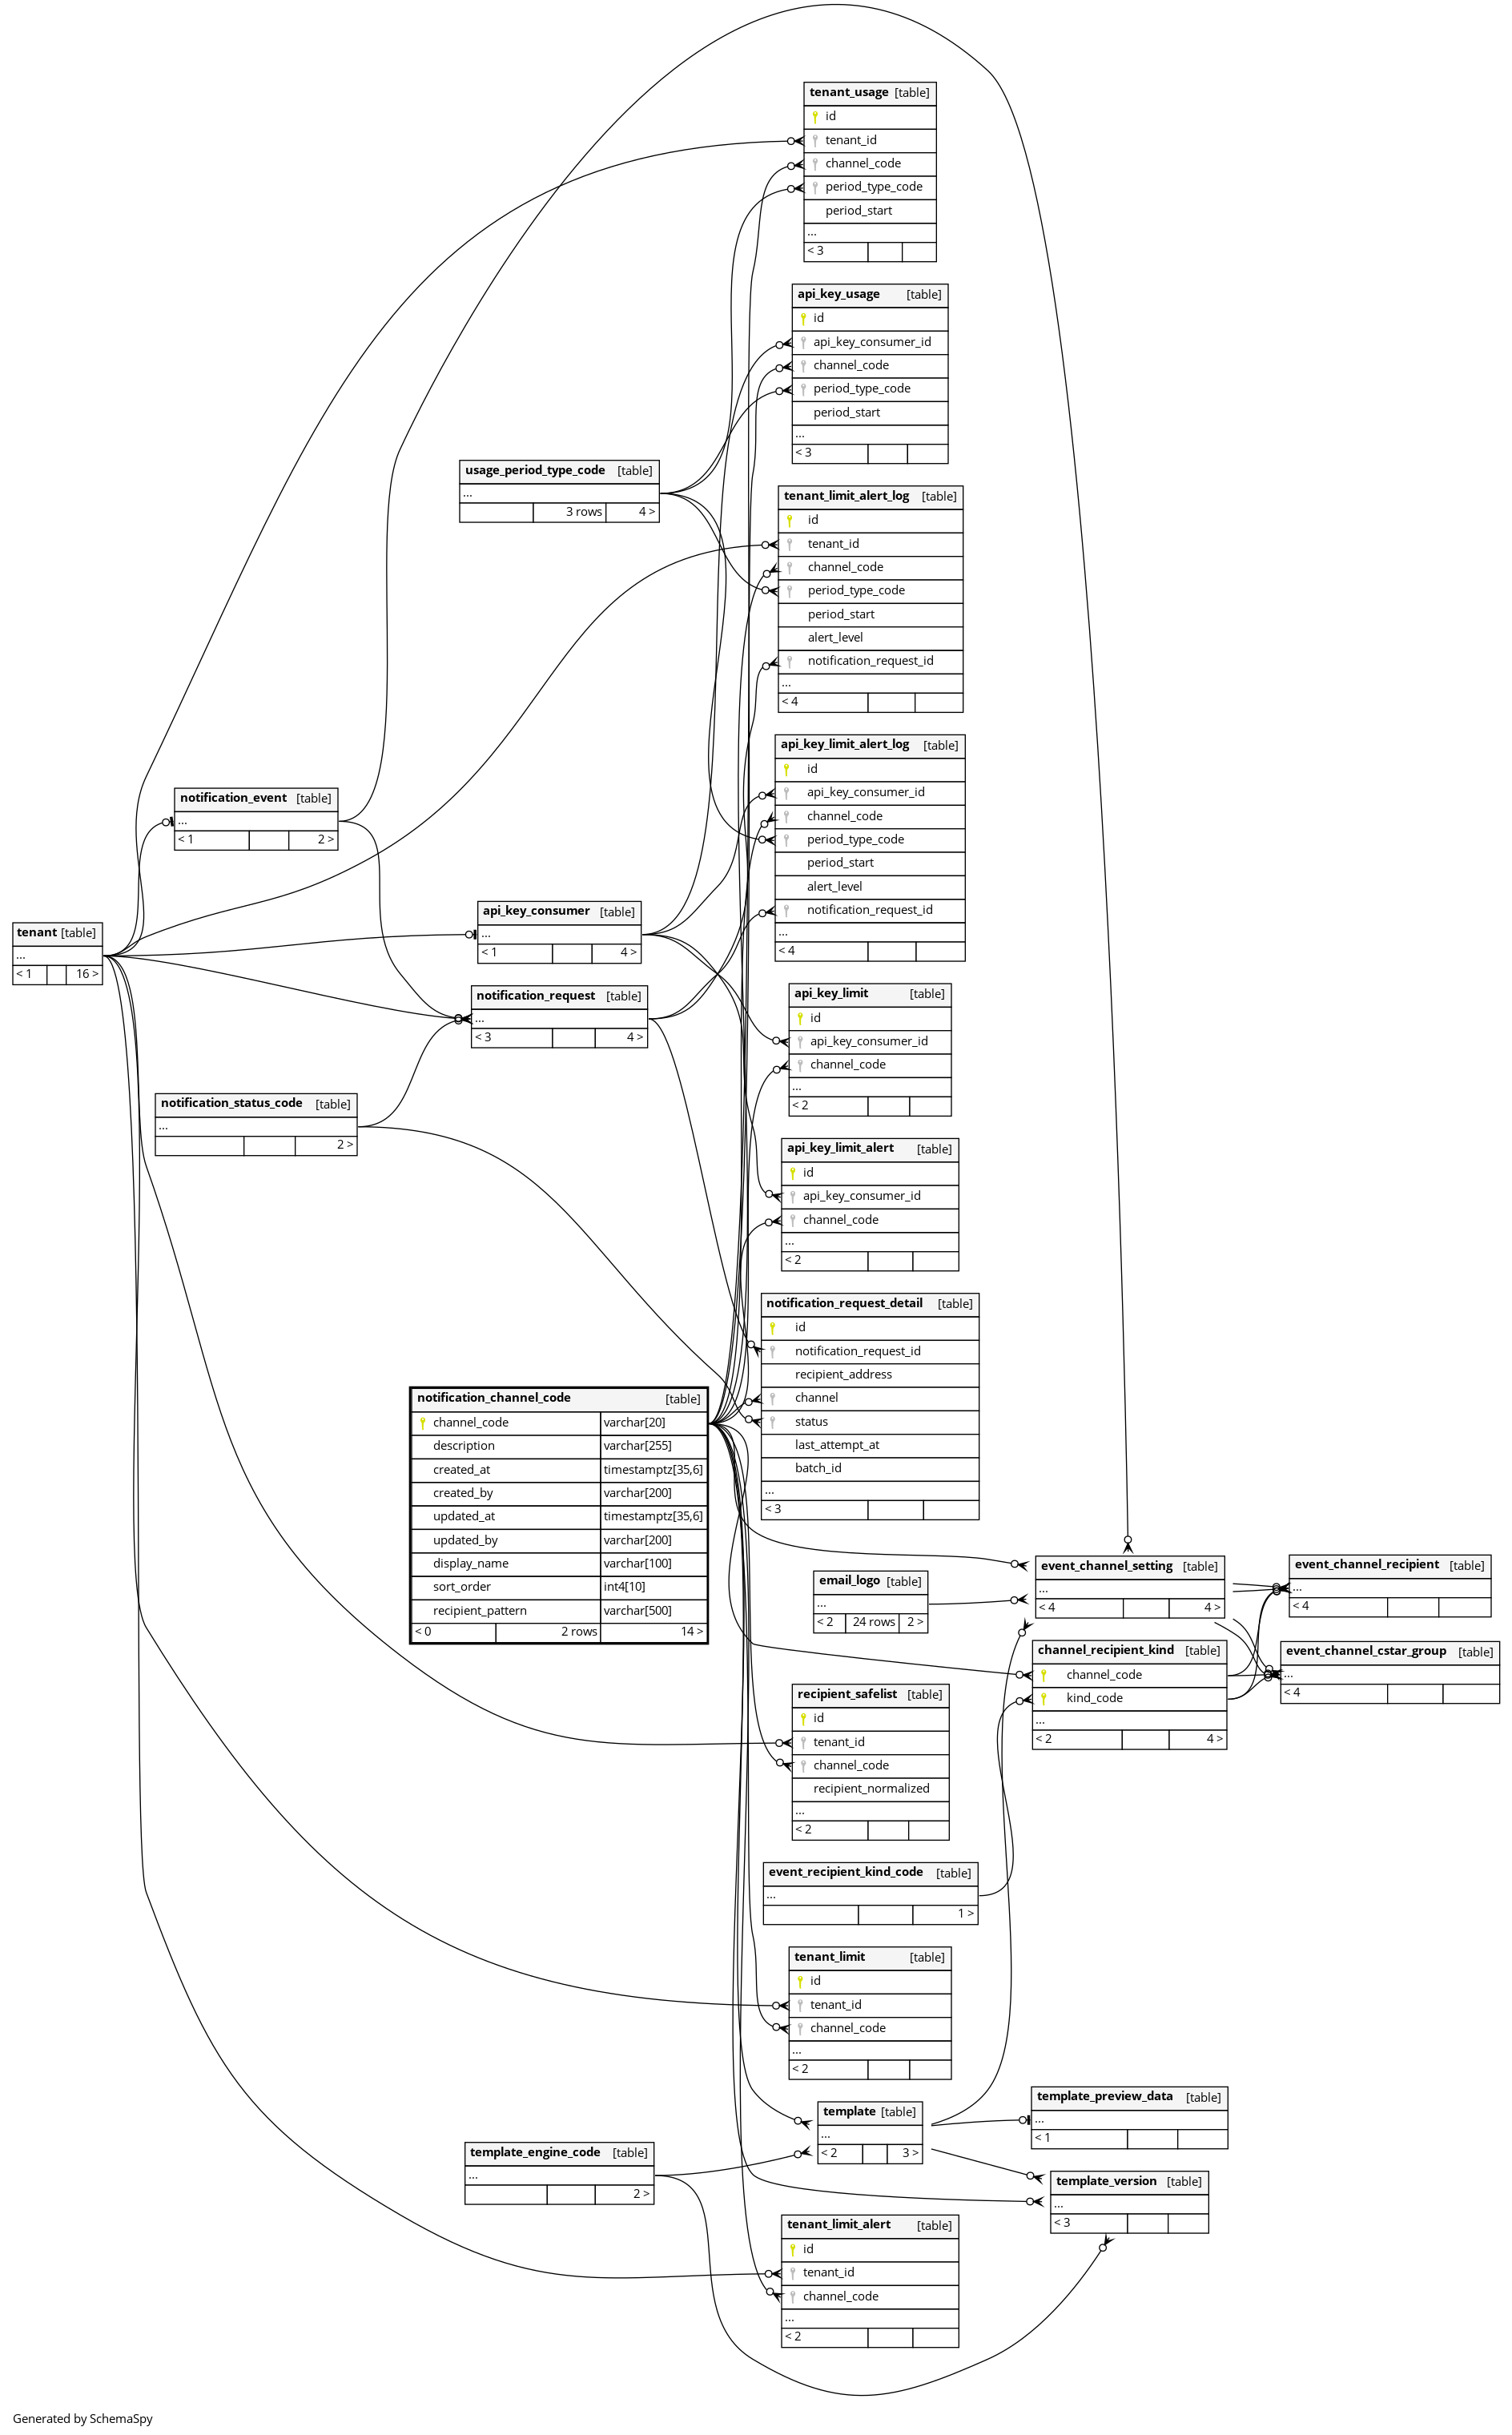 tenant_usage [table]
id
tenant_id
channel_code
period_type_code
period_start
...
< 3
api_key_usage [table]
id
api_key_consumer_id
channel_code
period_type_code
period_start
...
< 3
usage_period_type_code [table]
...
3 rows 4 >
tenant_limit_alert_log [table]
id
tenant_id
channel_code
period_type_code
period_start
alert_level
notification_request_id
...
< 4
api_key_limit_alert_log [table]
id
api_key_consumer_id
channel_code
period_type_code
period_start
alert_level
notification_request_id
...
< 4
notification_event [table]
...
< 1 2 >
api_key_consumer [table]
...
< 1 4 >
tenant [table]
...
< 1 16 >
notification_request [table]
...
< 3 4 >
api_key_limit [table]
id
api_key_consumer_id
channel_code
...
< 2
notification_status_code [table]
...
2 >
api_key_limit_alert [table]
id
api_key_consumer_id
channel_code
...
< 2
notification_request_detail [table]
id
notification_request_id
recipient_address
channel
status
last_attempt_at
batch_id
...
< 3
notification_channel_code [table]
channel_code varchar[20]
description varchar[255]
created_at timestamptz[35,6]
created_by varchar[200]
updated_at timestamptz[35,6]
updated_by varchar[200]
display_name varchar[100]
sort_order int4[10]
recipient_pattern varchar[500]
< 0 2 rows 14 >
email_logo [table]
...
< 2 24 rows 2 >
event_channel_setting [table]
...
< 4 4 >
event_channel_recipient [table]
...
< 4
channel_recipient_kind [table]
channel_code
kind_code
...
< 2 4 >
event_channel_cstar_group [table]
...
< 4
recipient_safelist [table]
id
tenant_id
channel_code
recipient_normalized
...
< 2
event_recipient_kind_code [table]
...
1 >
tenant_limit [table]
id
tenant_id
channel_code
...
< 2
template [table]
...
< 2 3 >
template_preview_data [table]
...
< 1
template_engine_code [table]
...
2 >
template_version [table]
...
< 3
tenant_limit_alert [table]
id
tenant_id
channel_code
...
< 2
Generated by SchemaSpy